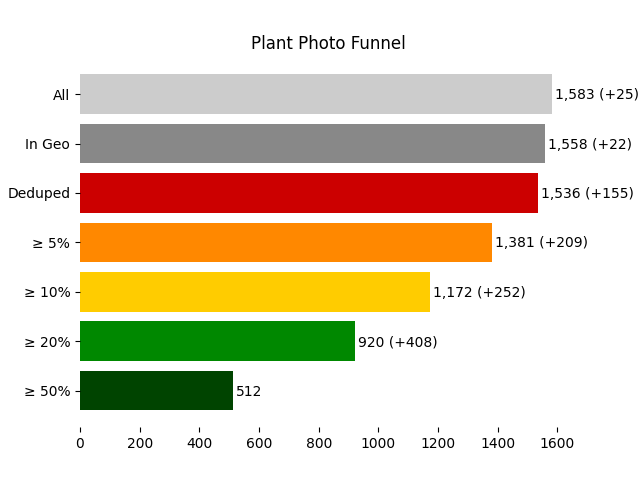 Plant Photo Funnel
All 1,583 (+25)
In Geo 1,558 (+22)
Deduped 1,536 (+155)
≥ 5% 1,381 (+209)
≥ 10% 1,172 (+252)
≥ 20% 920 (+408)
≥ 50% 512
0 200 400 600 800 1000 1200 1400 1600